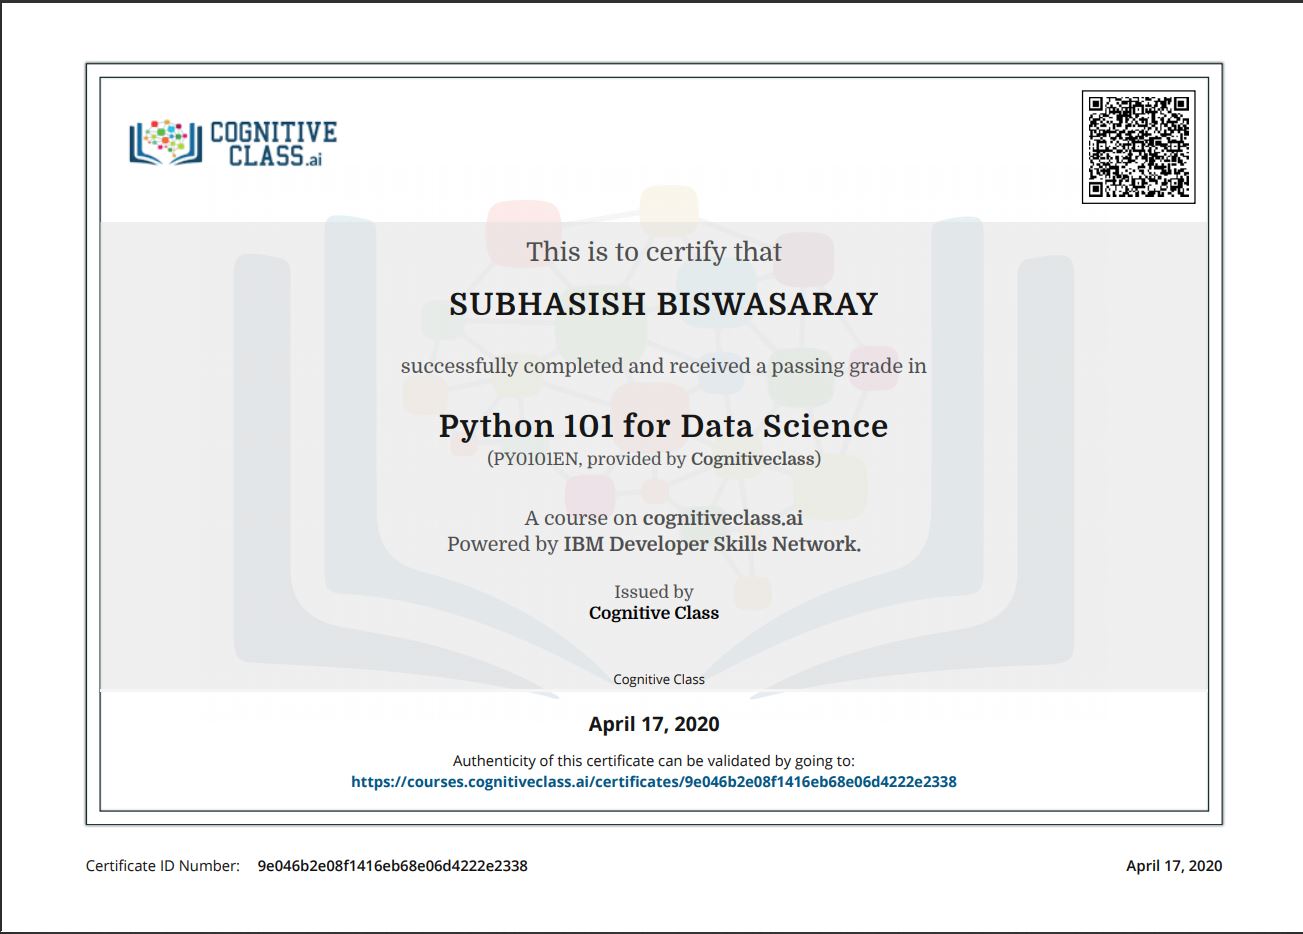 COGNITIVE
CLASS.ai
This is to certify that
SUBHASISH BISWASARAY
successfully completed and received a passing grade in
Python 101 for Data Science
(PY0101EN, provided by Cognitiveclass)
A course on cognitiveclass.ai
Powered by IBM Developer Skills Network.
Issued by
Cognitive Class
Cognitive Class
April 17, 2020
Authenticity of this certificate can be validated by going to:
https://courses.cognitiveclass.ai/certificates/9e046b2e08f1416eb68e06d4222e2338
Certificate ID Number: 9e046b2e08f1416eb68e06d4222e2338
April 17, 2020